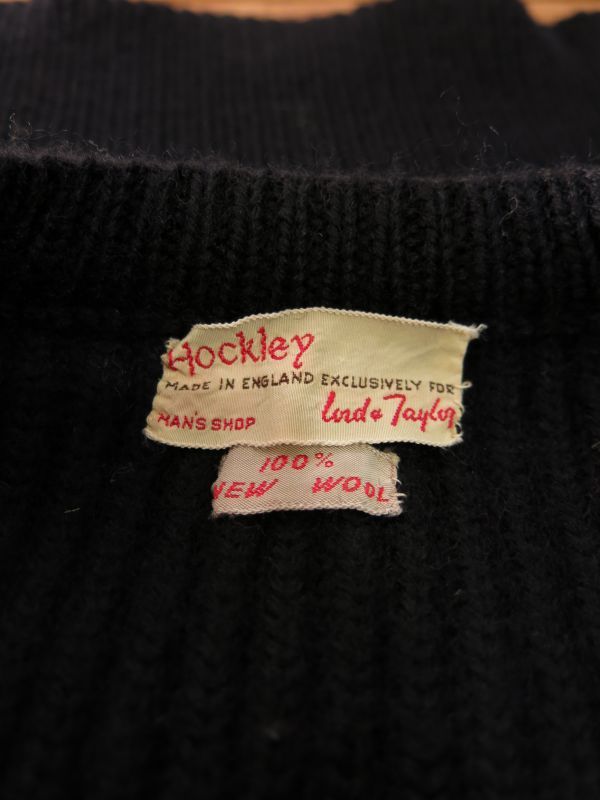 Hockley
MADE IN ENGLAND EXCLUSIVELY FOR
MAN'S SHOP Lord & Taylor
100%
NEW WOOL